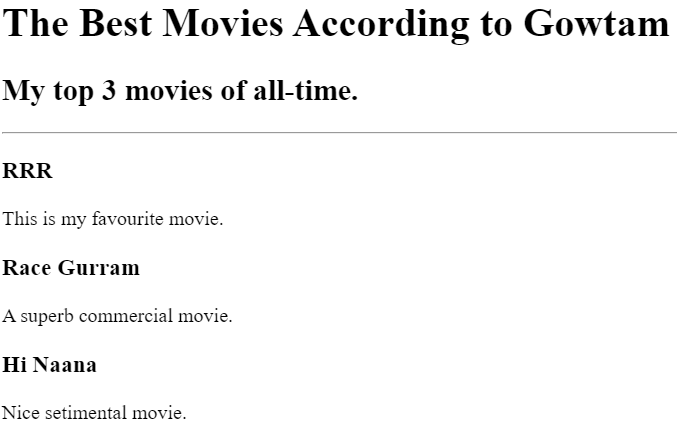 The Best Movies According to Gowtam
My top 3 movies of all-time.
RRR
This is my favourite movie.
Race Gurram
A superb commercial movie.
Hi Naana
Nice setimental movie.